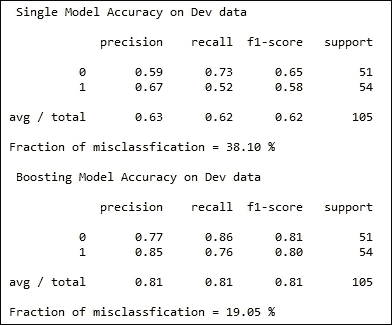 Single Model Accuracy on Dev data
precision recall f1-score support
0 0.59 0.73 0.65 51
1 0.67 0.52 0.58 54
avg / total 0.63 0.62 0.62 105
Fraction of misclassfication = 38.10 %
Boosting Model Accuracy on Dev data
precision recall f1-score support
0 0.77 0.86 0.81 51
1 0.85 0.76 0.80 54
avg / total 0.81 0.81 0.81 105
Fraction of misclassfication = 19.05 %